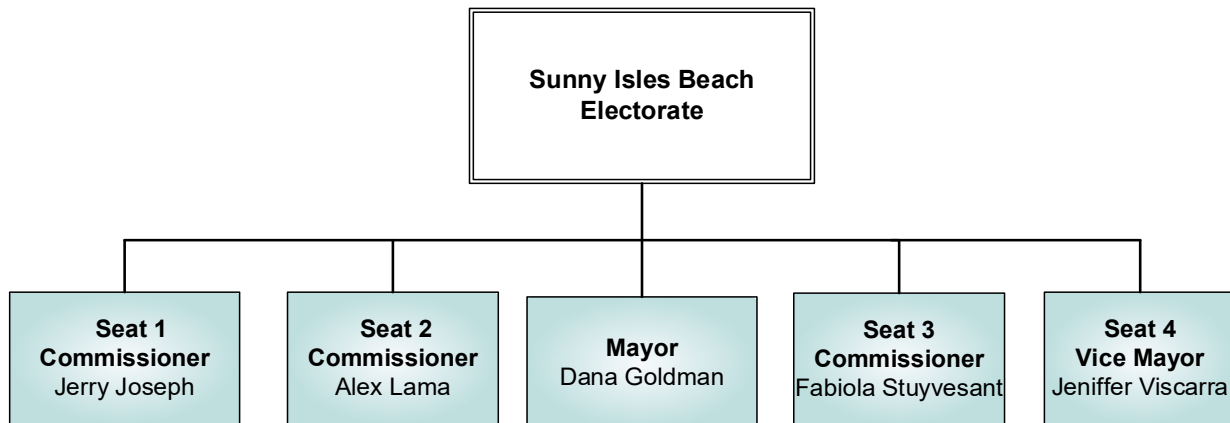 Sunny Isles Beach
Electorate
Seat 1
Commissioner
Jerry Joseph
Seat 2
Commissioner
Alex Lama
Mayor
Dana Goldman
Seat 3
Commissioner
Fabiola Stuyvesant
Seat 4
Vice Mayor
Jeniffer Viscarra